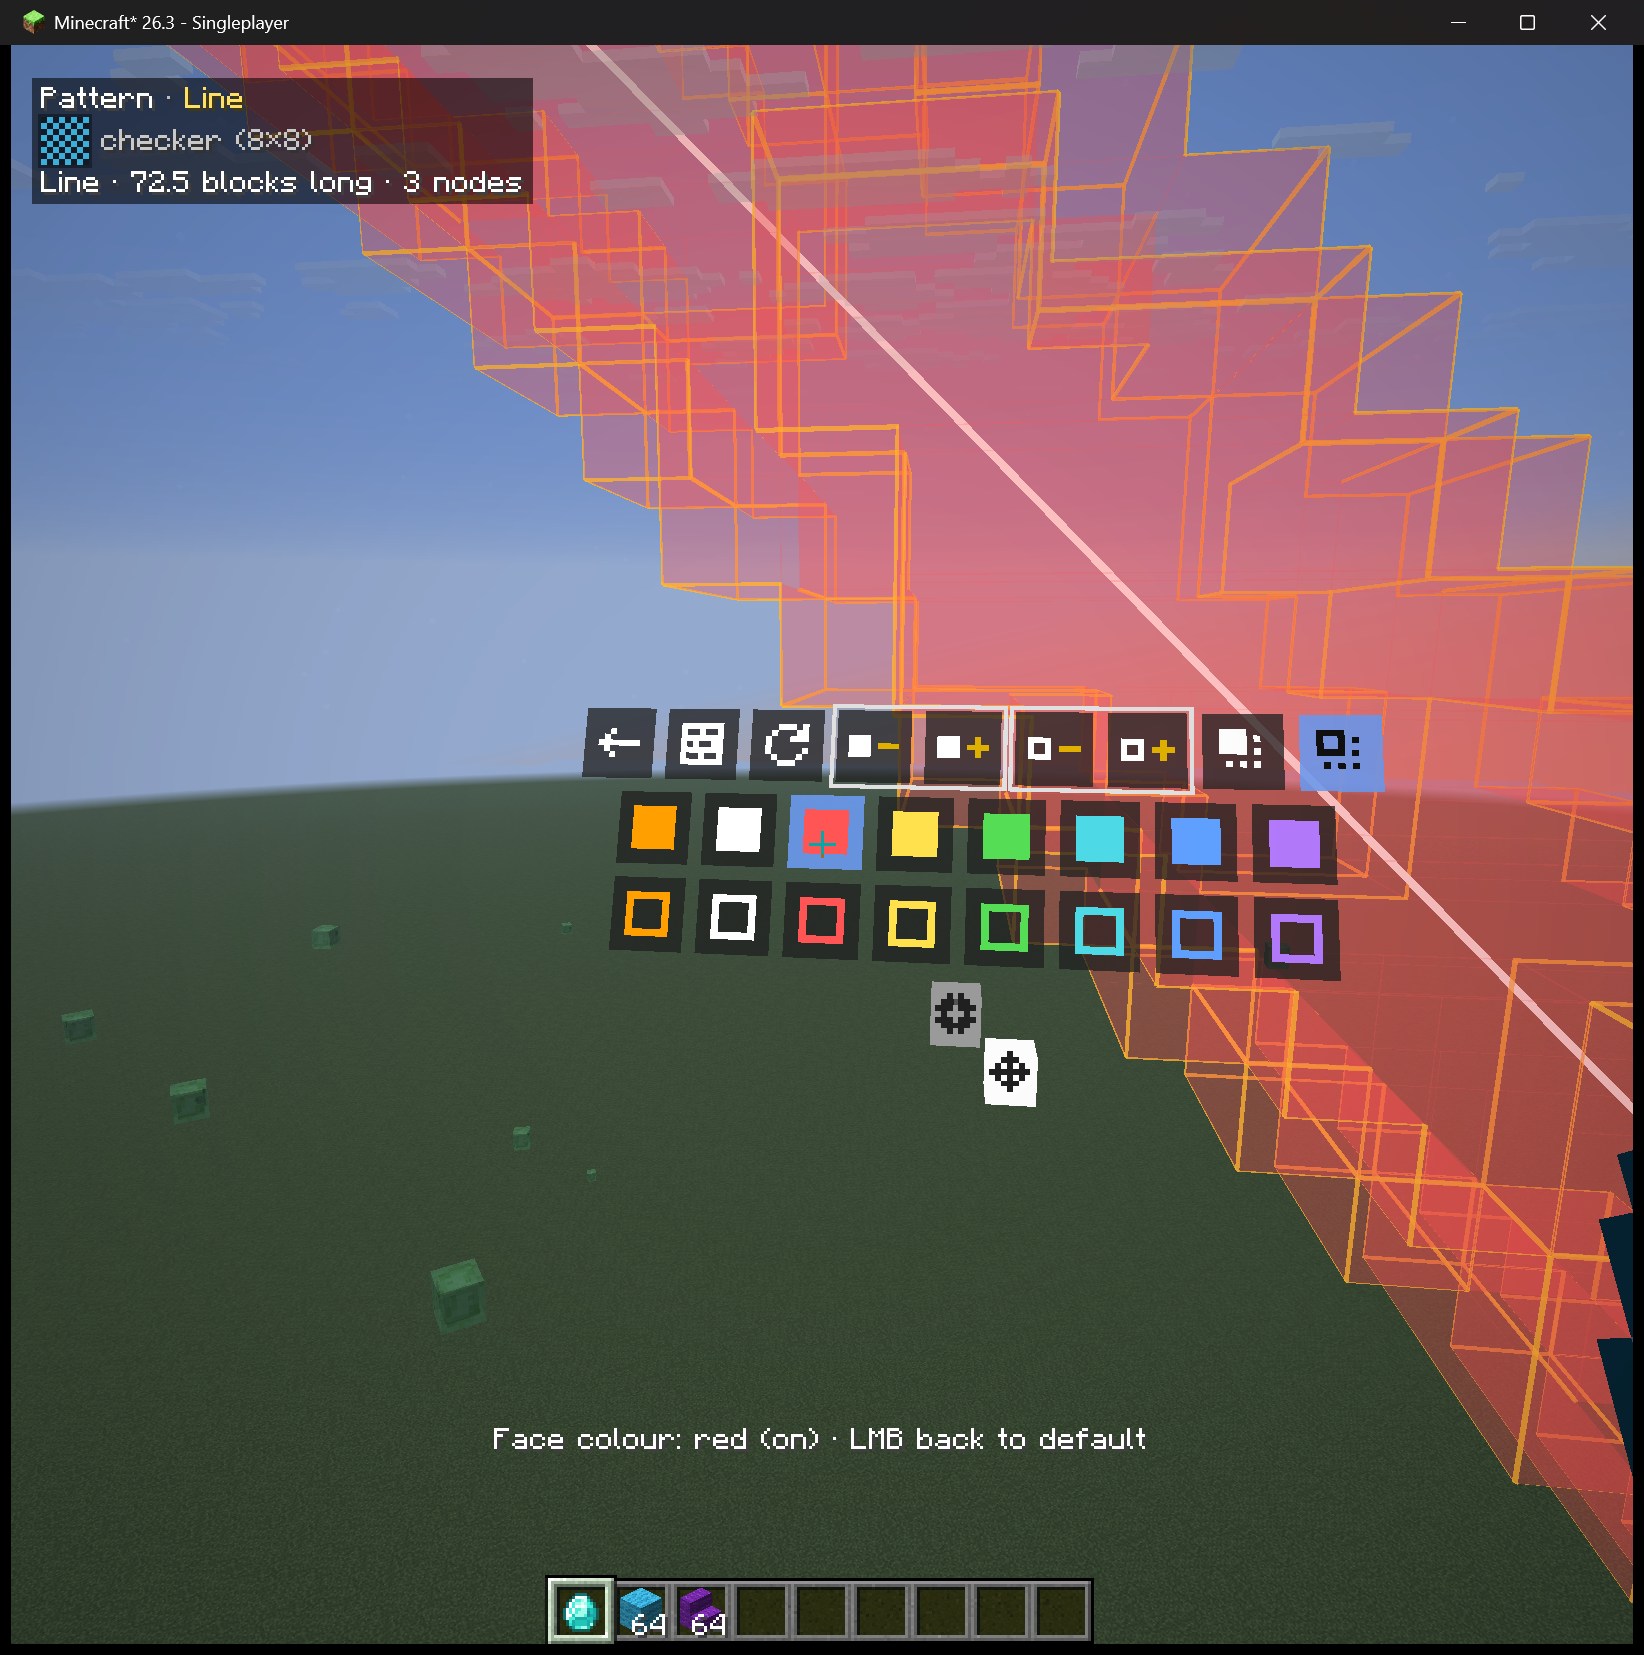 Minecraft* 26.3 - Singleplayer
Pattern · Line
checker (8×8)
Line · 72.5 blocks long · 3 nodes
Face colour: red (on) · LMB back to default
64 64